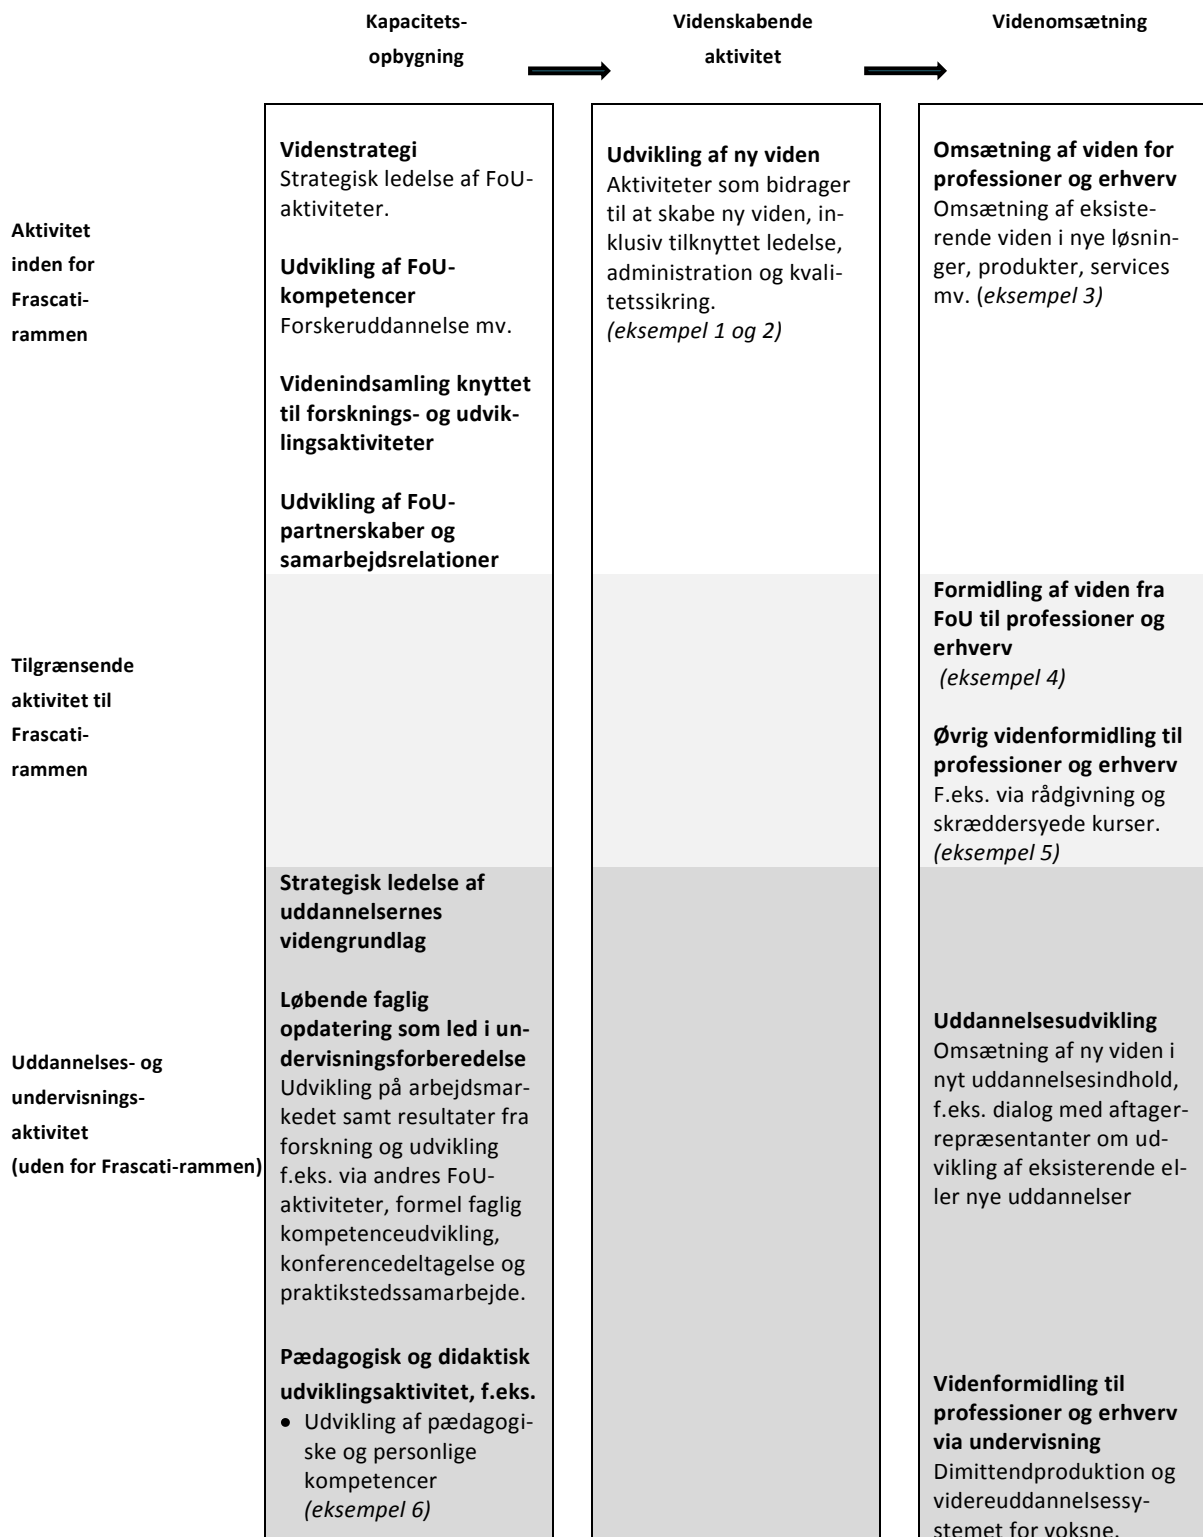 Kapacitets-
opbygning
Videnskabende
aktivitet
Videnomsætning
Aktivitet
inden for
Frascati-
rammen
Videnstrategi
Strategisk ledelse af FoU-
aktiviteter.
Udvikling af FoU-
kompetencer
Forskeruddannelse mv.
Videnindsamling knyttet
til forsknings- og udvik-
lingsaktiviteter
Udvikling af FoU-
partnerskaber og
samarbejdsrelationer
Udvikling af ny viden
Aktiviteter som bidrager
til at skabe ny viden, in-
klusiv tilknyttet ledelse,
administration og kvali-
tetssikring.
(eksempel 1 og 2)
Omsætning af viden for
professioner og erhverv
Omsætning af eksiste-
rende viden i nye løsnin-
ger, produkter, services
mv. (eksempel 3)
Tilgrænsende
aktivitet til
Frascati-
rammen
Formidling af viden fra
FoU til professioner og
erhverv
(eksempel 4)
Øvrig videnformidling til
professioner og erhverv
F.eks. via rådgivning og
skræddersyede kurser.
(eksempel 5)
Uddannelses- og
undervisnings-
aktivitet
(uden for Frascati-rammen)
Strategisk ledelse af
uddannelsernes
videngrundlag
Løbende faglig
opdatering som led i un-
dervisningsforberedelse
Udvikling på arbejdsmar-
kedet samt resultater fra
forskning og udvikling
f.eks. via andres FoU-
aktiviteter, formel faglig
kompetenceudvikling,
konferencedeltagelse og
praktikstedssamarbejde.
Pædagogisk og didaktisk
udviklingsaktivitet, f.eks.
• Udvikling af pædagogi-
ske og personlige
kompetencer
(eksempel 6)
Uddannelsesudvikling
Omsætning af ny viden i
nyt uddannelsesindhold,
f.eks. dialog med aftager-
repræsentanter om ud-
vikling af eksisterende el-
ler nye uddannelser
Videnformidling til
professioner og erhverv
via undervisning
Dimittendproduktion og
videreuddannelsessy-
stemet for voksne.